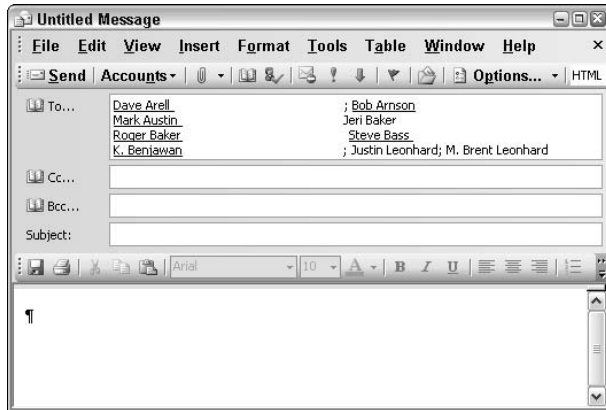 Untitled Message
File Edit View Insert Format Tools Table Window Help
Send Accounts Options... HTML
To... Dave Arell ; Bob Arnson
Mark Austin Jeri Baker
Roger Baker Steve Bass
K. Benjawan ; Justin Leonhard; M. Brent Leonhard
Cc...
Bcc...
Subject:
Arial 10 A B I U
¶